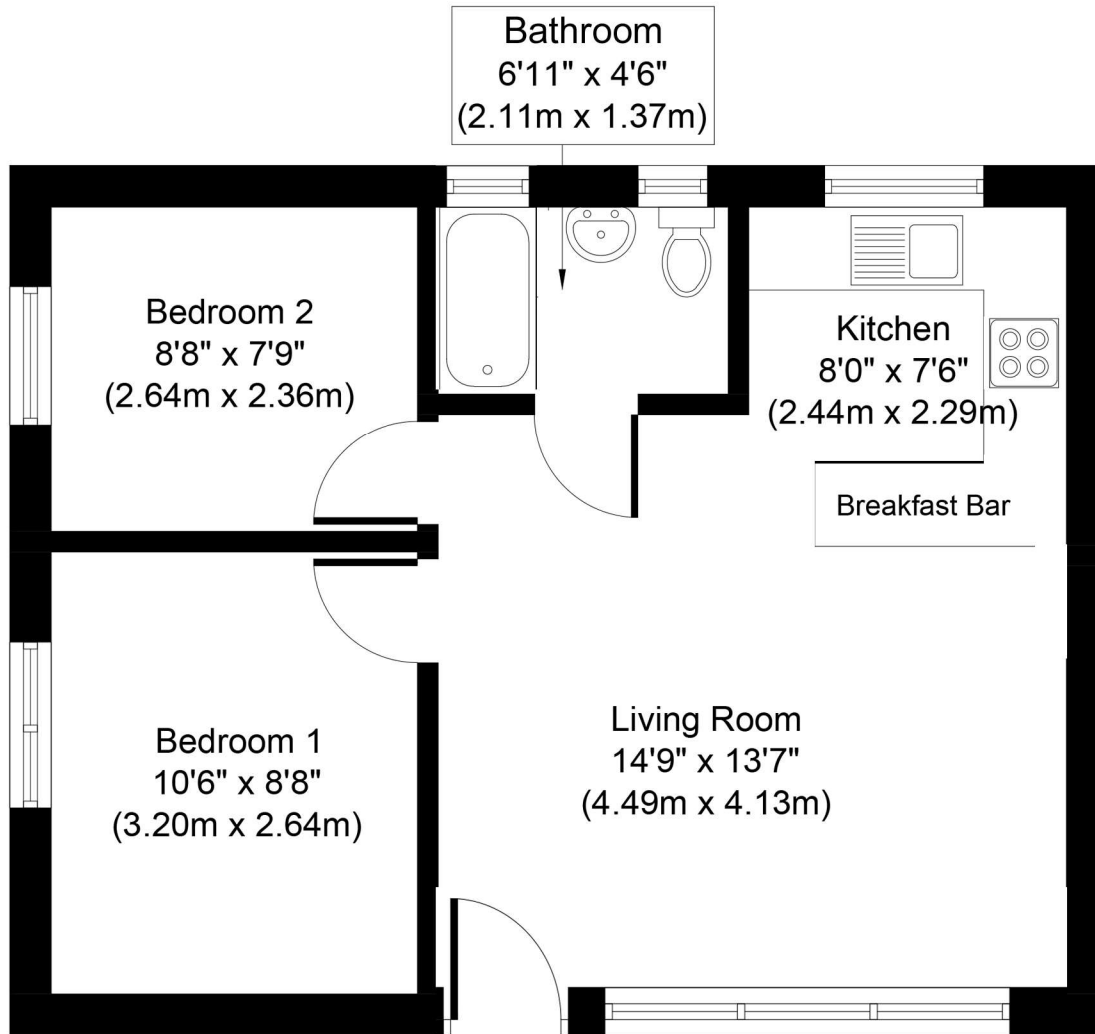 Bathroom
6'11" x 4'6"
(2.11m x 1.37m)
Bedroom 2
8'8" x 7'9"
(2.64m x 2.36m)
Kitchen
8'0" x 7'6"
(2.44m x 2.29m)
Breakfast Bar
Bedroom 1
10'6" x 8'8"
(3.20m x 2.64m)
Living Room
14'9" x 13'7"
(4.49m x 4.13m)